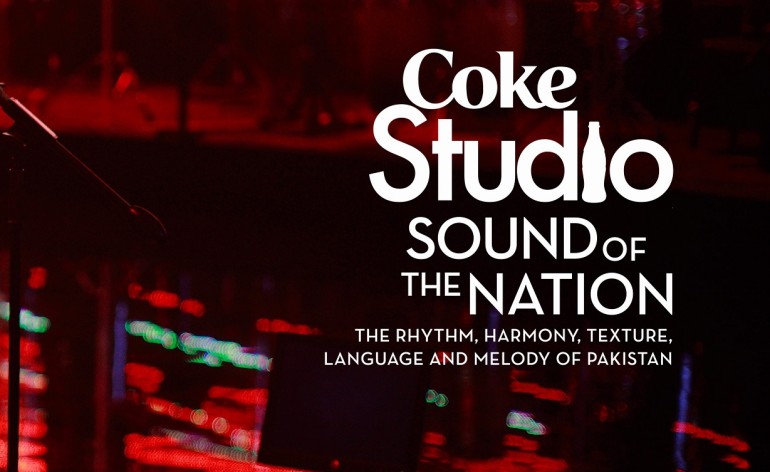 Coke
Studio
SOUND OF
THE NATION
THE RHYTHM, HARMONY, TEXTURE,
LANGUAGE AND MELODY OF PAKISTAN